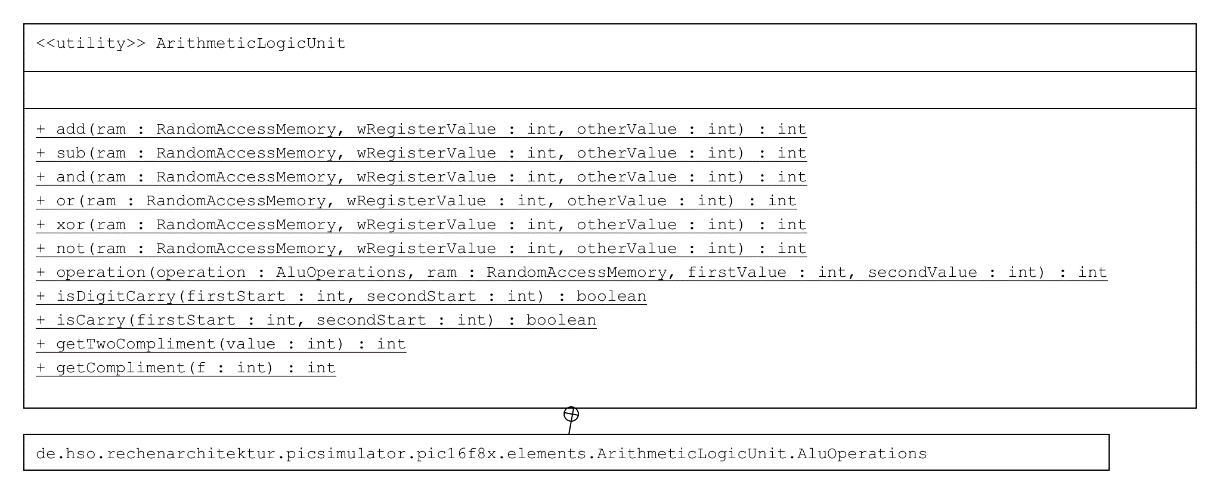 <<utility>> ArithmeticLogicUnit
+ add(ram : RandomAccessMemory, wRegisterValue : int, otherValue : int) : int
+ sub(ram : RandomAccessMemory, wRegisterValue : int, otherValue : int) : int
+ and(ram : RandomAccessMemory, wRegisterValue : int, otherValue : int) : int
+ or(ram : RandomAccessMemory, wRegisterValue : int, otherValue : int) : int
+ xor(ram : RandomAccessMemory, wRegisterValue : int, otherValue : int) : int
+ not(ram : RandomAccessMemory, wRegisterValue : int, otherValue : int) : int
+ operation(operation : AluOperations, ram : RandomAccessMemory, firstValue : int, secondValue : int) : int
+ isDigitCarry(firstStart : int, secondStart : int) : boolean
+ isCarry(firstStart : int, secondStart : int) : boolean
+ getTwoCompliment(value : int) : int
+ getCompliment(f : int) : int
de.hso.rechenarchitektur.picsimulator.pic16f8x.elements.ArithmeticLogicUnit.AluOperations